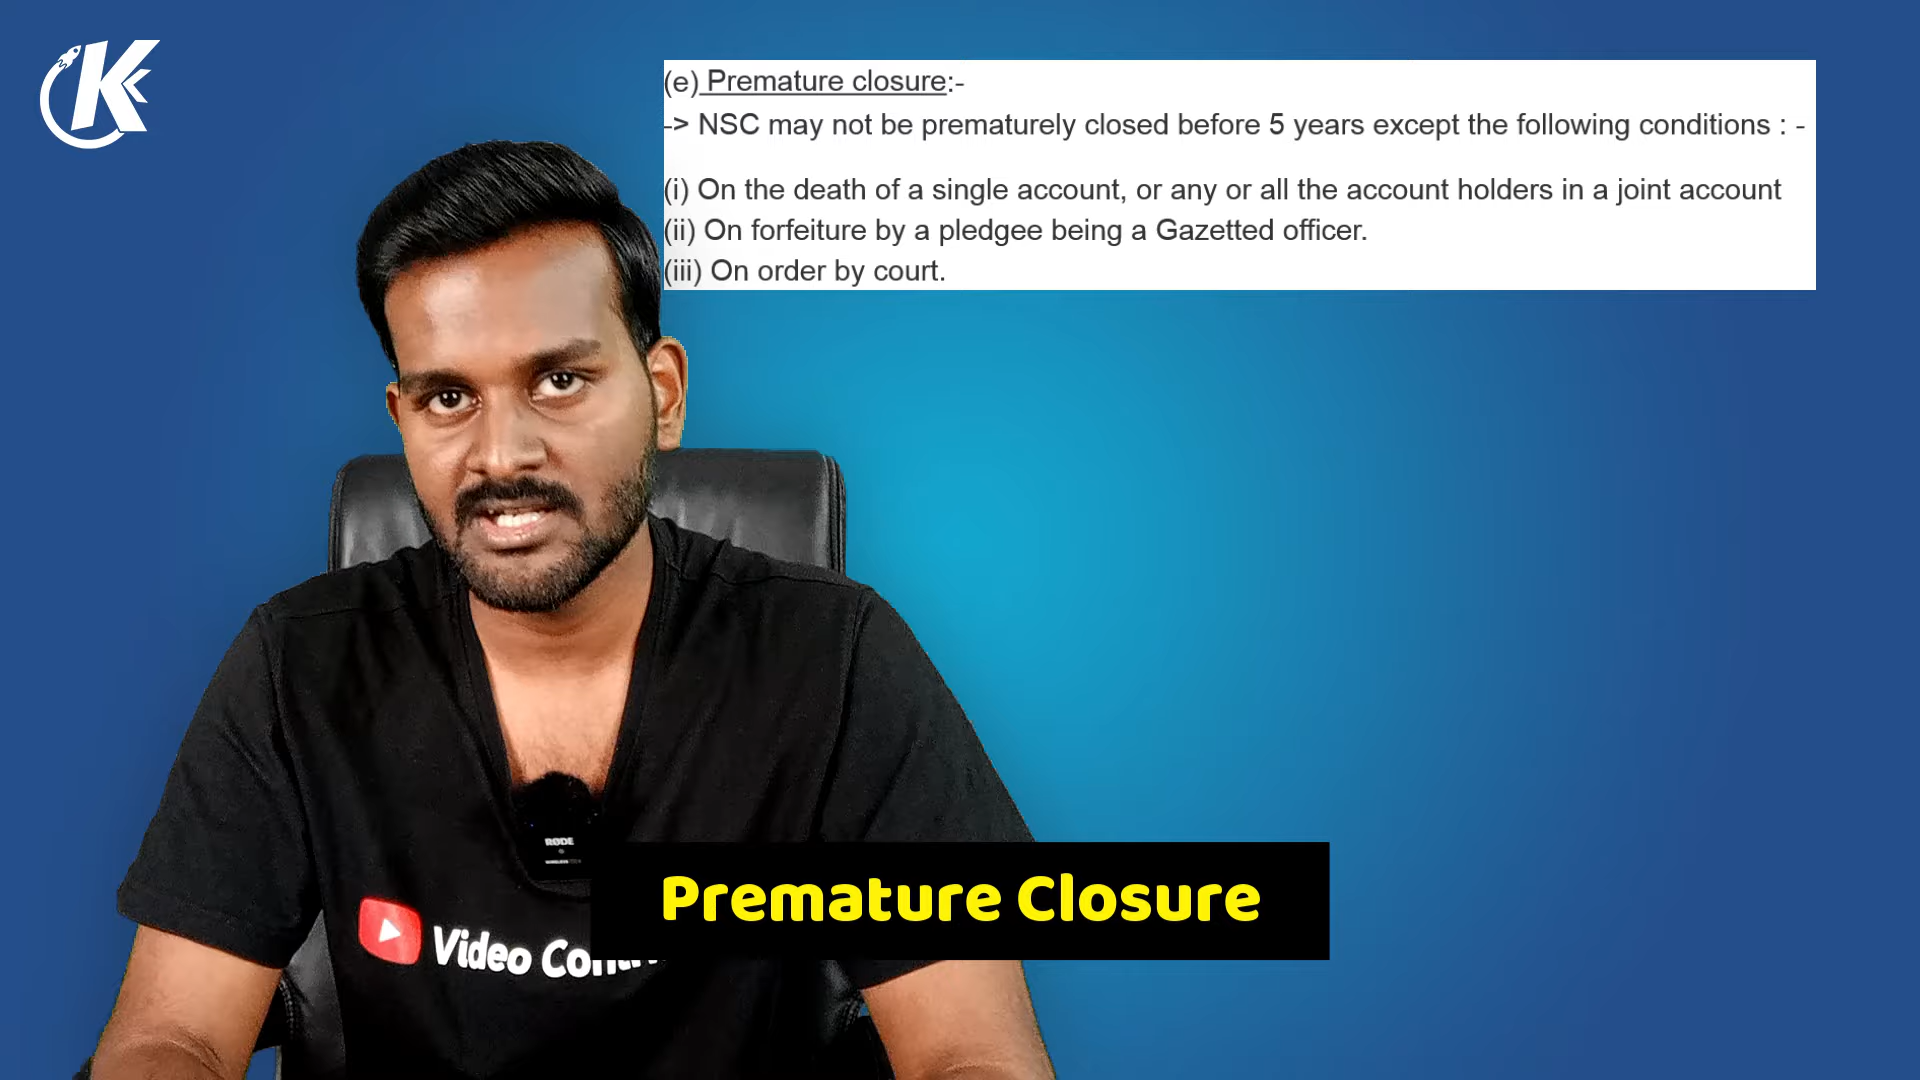 K
(e) Premature closure:-
-> NSC may not be prematurely closed before 5 years except the following conditions : -
(i) On the death of a single account, or any or all the account holders in a joint account
(ii) On forfeiture by a pledgee being a Gazetted officer.
(iii) On order by court.
RØDE
Premature Closure
Video